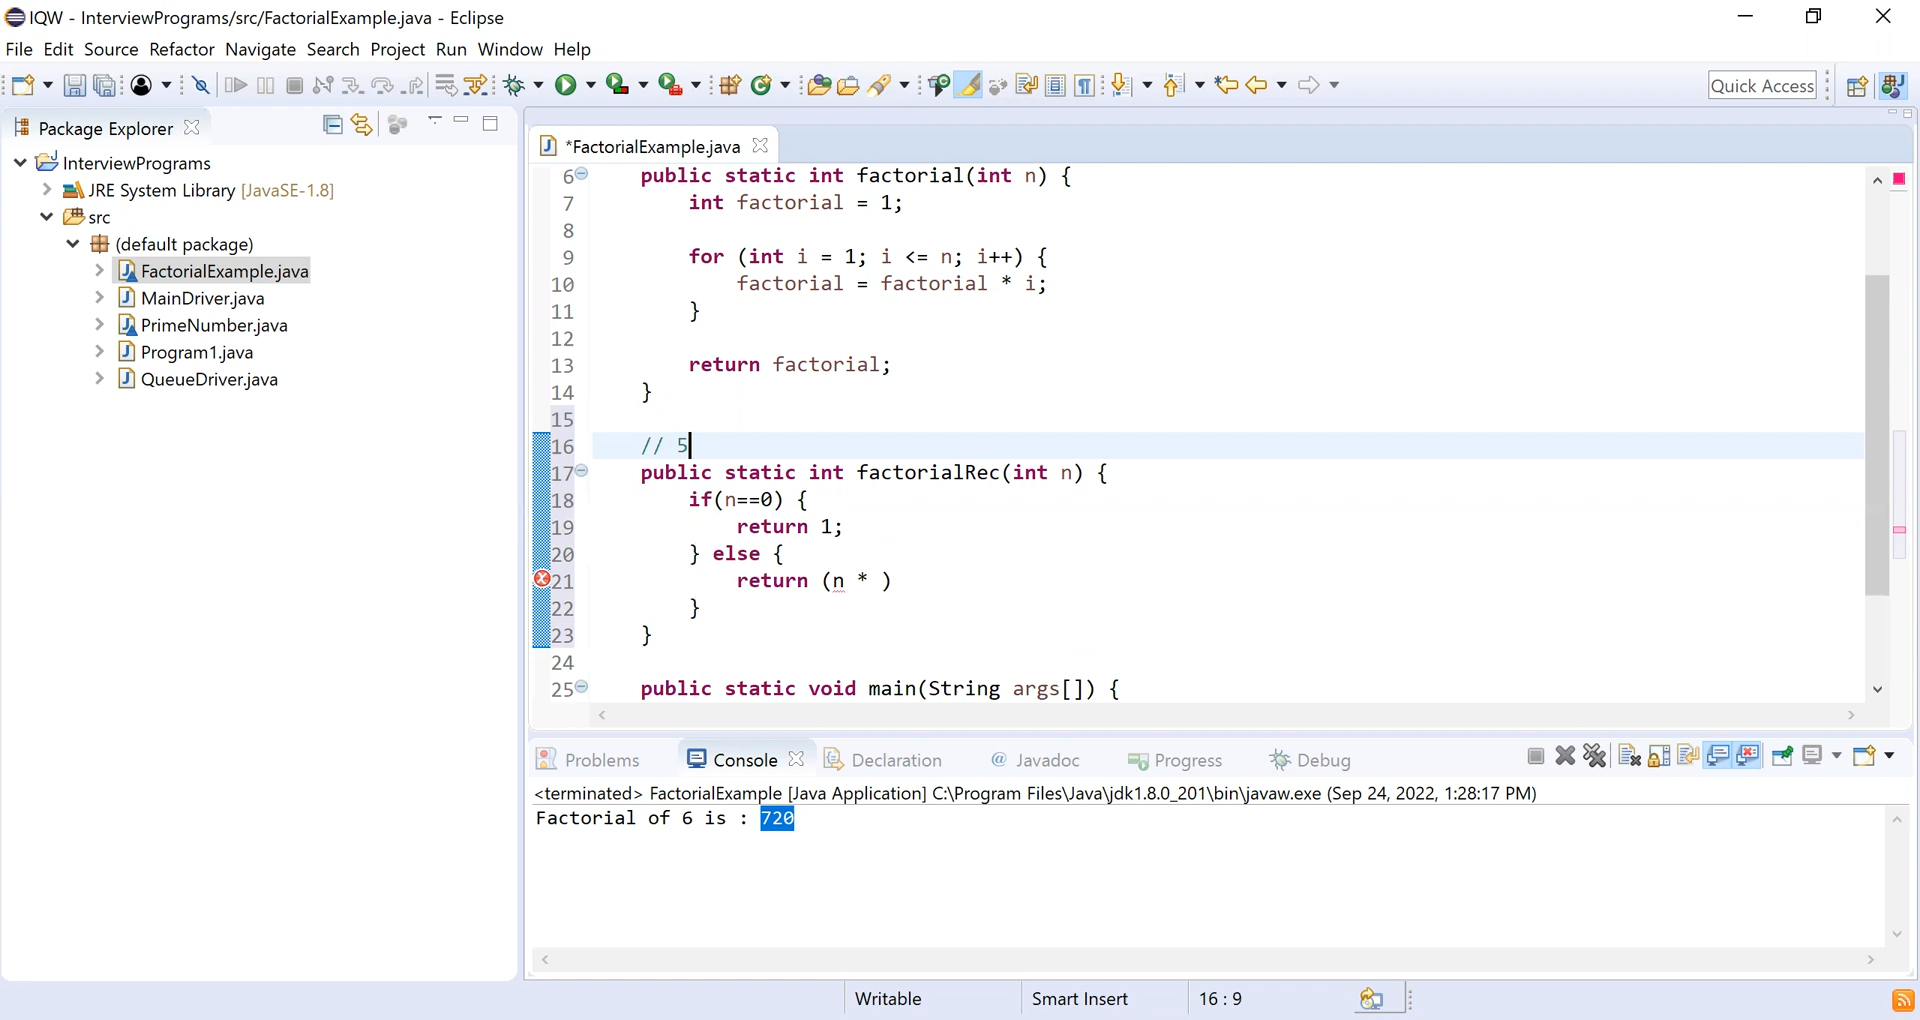 IQW - InterviewPrograms/src/FactorialExample.java - Eclipse
File Edit Source Refactor Navigate Search Project Run Window Help
Quick Access
Package Explorer
InterviewPrograms
JRE System Library [JavaSE-1.8]
src
(default package)
FactorialExample.java
MainDriver.java
PrimeNumber.java
Program1.java
QueueDriver.java
*FactorialExample.java
6 public static int factorial(int n) {
7 int factorial = 1;
8
9 for (int i = 1; i <= n; i++) {
10 factorial = factorial * i;
11 }
12
13 return factorial;
14 }
15
16 // 5
17 public static int factorialRec(int n) {
18 if(n==0) {
19 return 1;
20 } else {
21 return (n * )
22 }
23 }
24
25 public static void main(String args[]) {
Problems Console Declaration @ Javadoc Progress Debug
<terminated> FactorialExample [Java Application] C:\Program Files\Java\jdk1.8.0_201\bin\javaw.exe (Sep 24, 2022, 1:28:17 PM)
Factorial of 6 is : 720
Writable Smart Insert 16 : 9